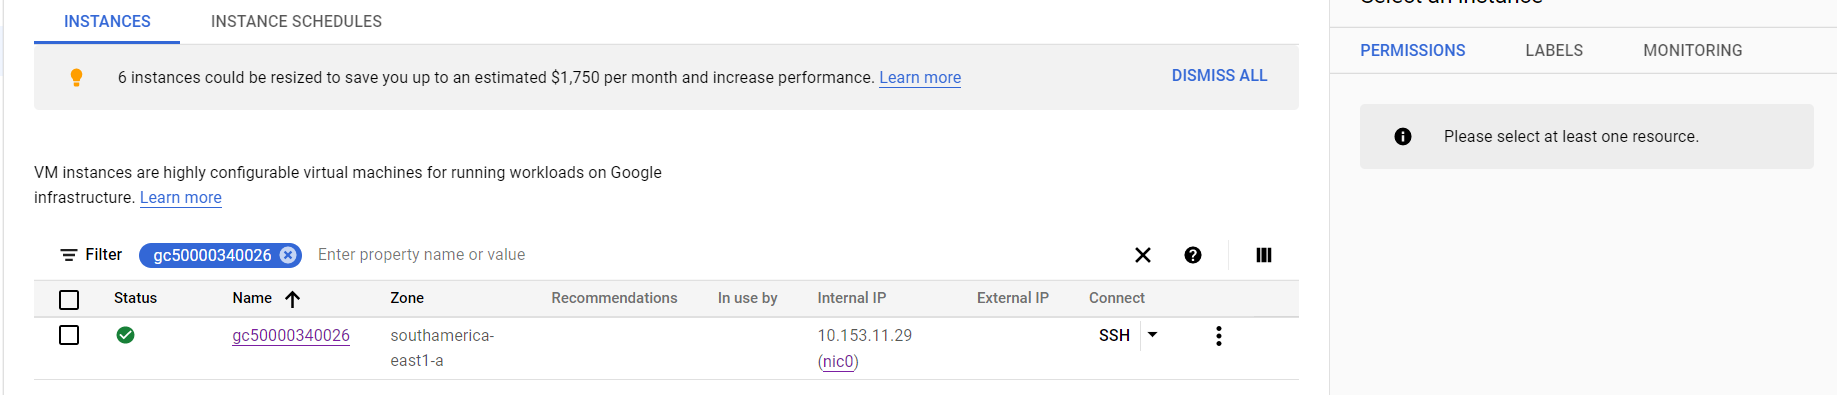 Select an instance
INSTANCES
INSTANCE SCHEDULES
PERMISSIONS
LABELS
MONITORING
6 instances could be resized to save you up to an estimated $1,750 per month and increase performance. Learn more
DISMISS ALL
Please select at least one resource.
VM instances are highly configurable virtual machines for running workloads on Google
infrastructure. Learn more
Filter
gc50000340026
Enter property name or value
Status
Name
Zone
Recommendations
In use by
Internal IP
External IP
Connect
gc50000340026
southamerica-
east1-a
10.153.11.29
(nic0)
SSH